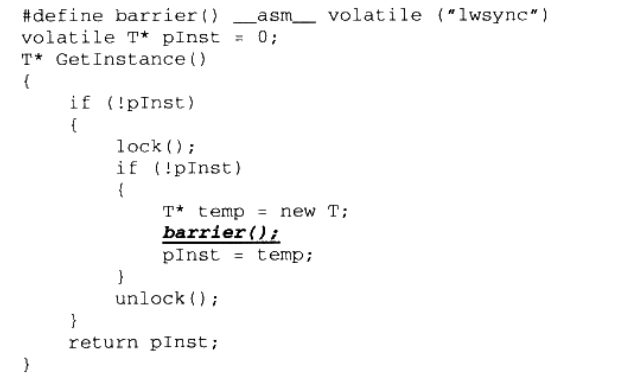 #define barrier() __asm__ volatile ("lwsync")
volatile T* pInst = 0;
T* GetInstance()
{
if (!pInst)
{
lock();
if (!pInst)
{
T* temp = new T;
barrier();
pInst = temp;
}
unlock();
}
return pInst;
}